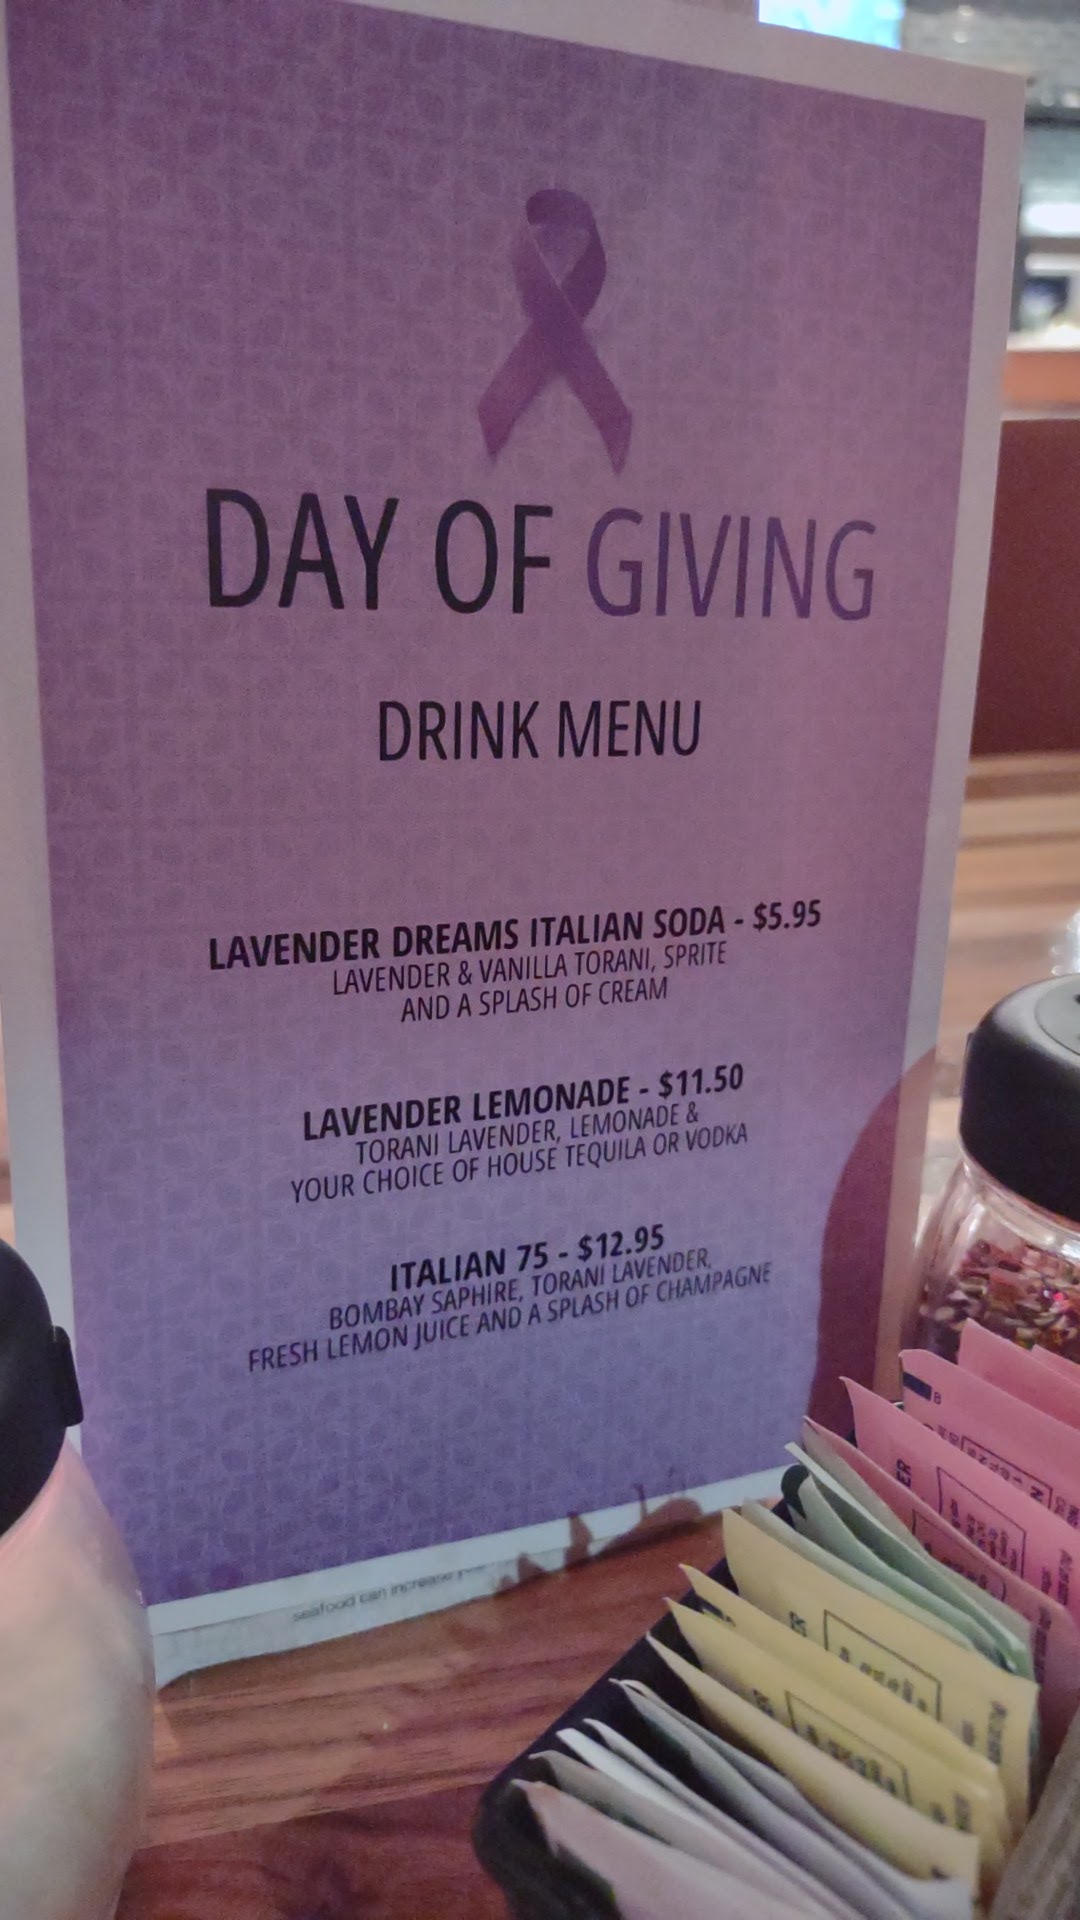 DAY OF GIVING
DRINK MENU
LAVENDER DREAMS ITALIAN SODA - $5.95
LAVENDER & VANILLA TORANI, SPRITE
AND A SPLASH OF CREAM
LAVENDER LEMONADE - $11.50
TORANI LAVENDER, LEMONADE &
YOUR CHOICE OF HOUSE TEQUILA OR VODKA
ITALIAN 75 - $12.95
BOMBAY SAPHIRE, TORANI LAVENDER,
FRESH LEMON JUICE AND A SPLASH OF CHAMPAGNE
seafood can increase